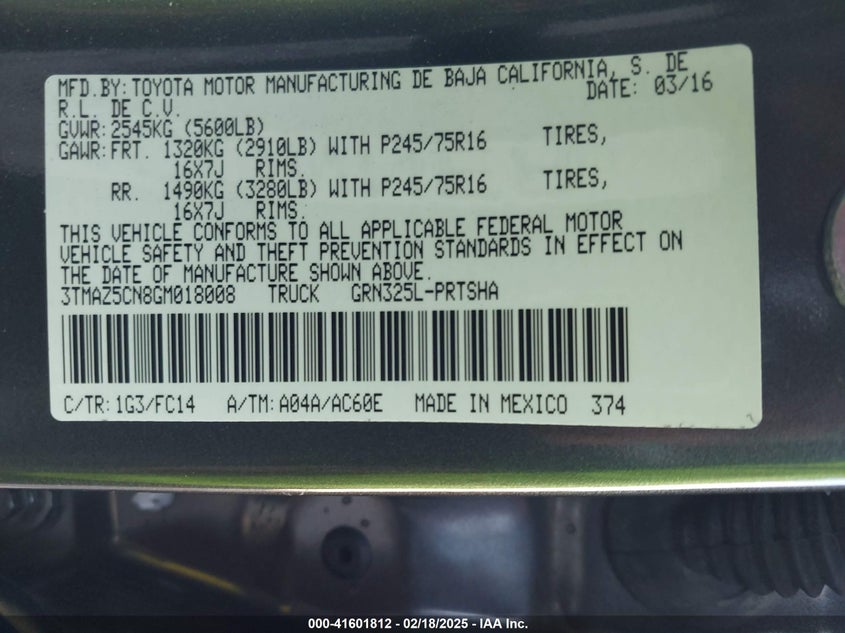 MFD.BY:TOYOTA MOTOR MANUFACTURING DE BAJA CALIFORNIA, S. DE
R.L. DE C.V. DATE: 03/16
GVWR:2545KG (5600LB)
GAWR:FRT. 1320KG (2910LB) WITH P245/75R16 TIRES,
16X7J RIMS.
RR. 1490KG (3280LB) WITH P245/75R16 TIRES,
16X7J RIMS.
THIS VEHICLE CONFORMS TO ALL APPLICABLE FEDERAL MOTOR
VEHICLE SAFETY AND THEFT PREVENTION STANDARDS IN EFFECT ON
THE DATE OF MANUFACTURE SHOWN ABOVE.
3TMAZ5CN8GM018008 TRUCK GRN325L-PRTSHA
C/TR:1G3/FC14 A/TM:A04A/AC60E MADE IN MEXICO 374
000-41601812 / 02/18/2025 - IAA Inc.